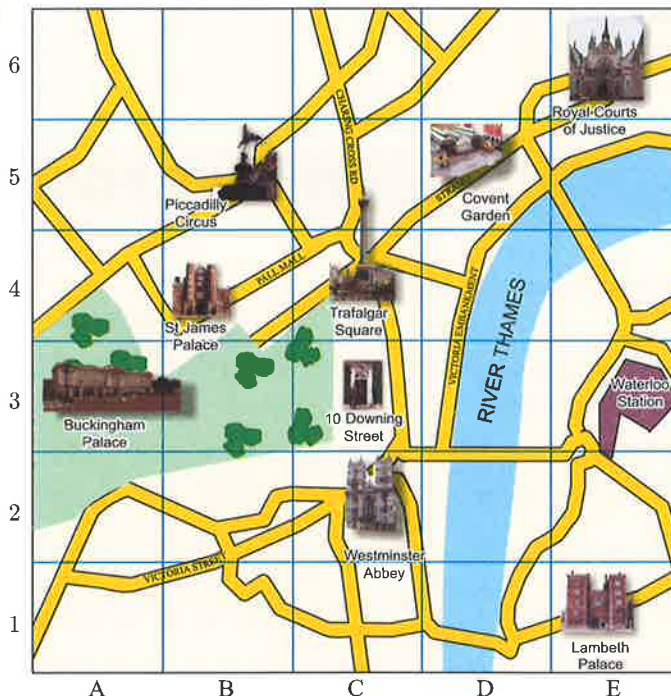 6
Royal Courts
of Justice
CHARING CROSS RD
5
Piccadilly
Circus
STRAND
Covent
Garden
4
PALL MALL
St James
Palace
Trafalgar
Square
VICTORIA EMBANKMENT
RIVER THAMES
3
Buckingham
Palace
10 Downing
Street
Waterloo
Station
2
Westminster
Abbey
VICTORIA STREET
1
Lambeth
Palace
A B C D E